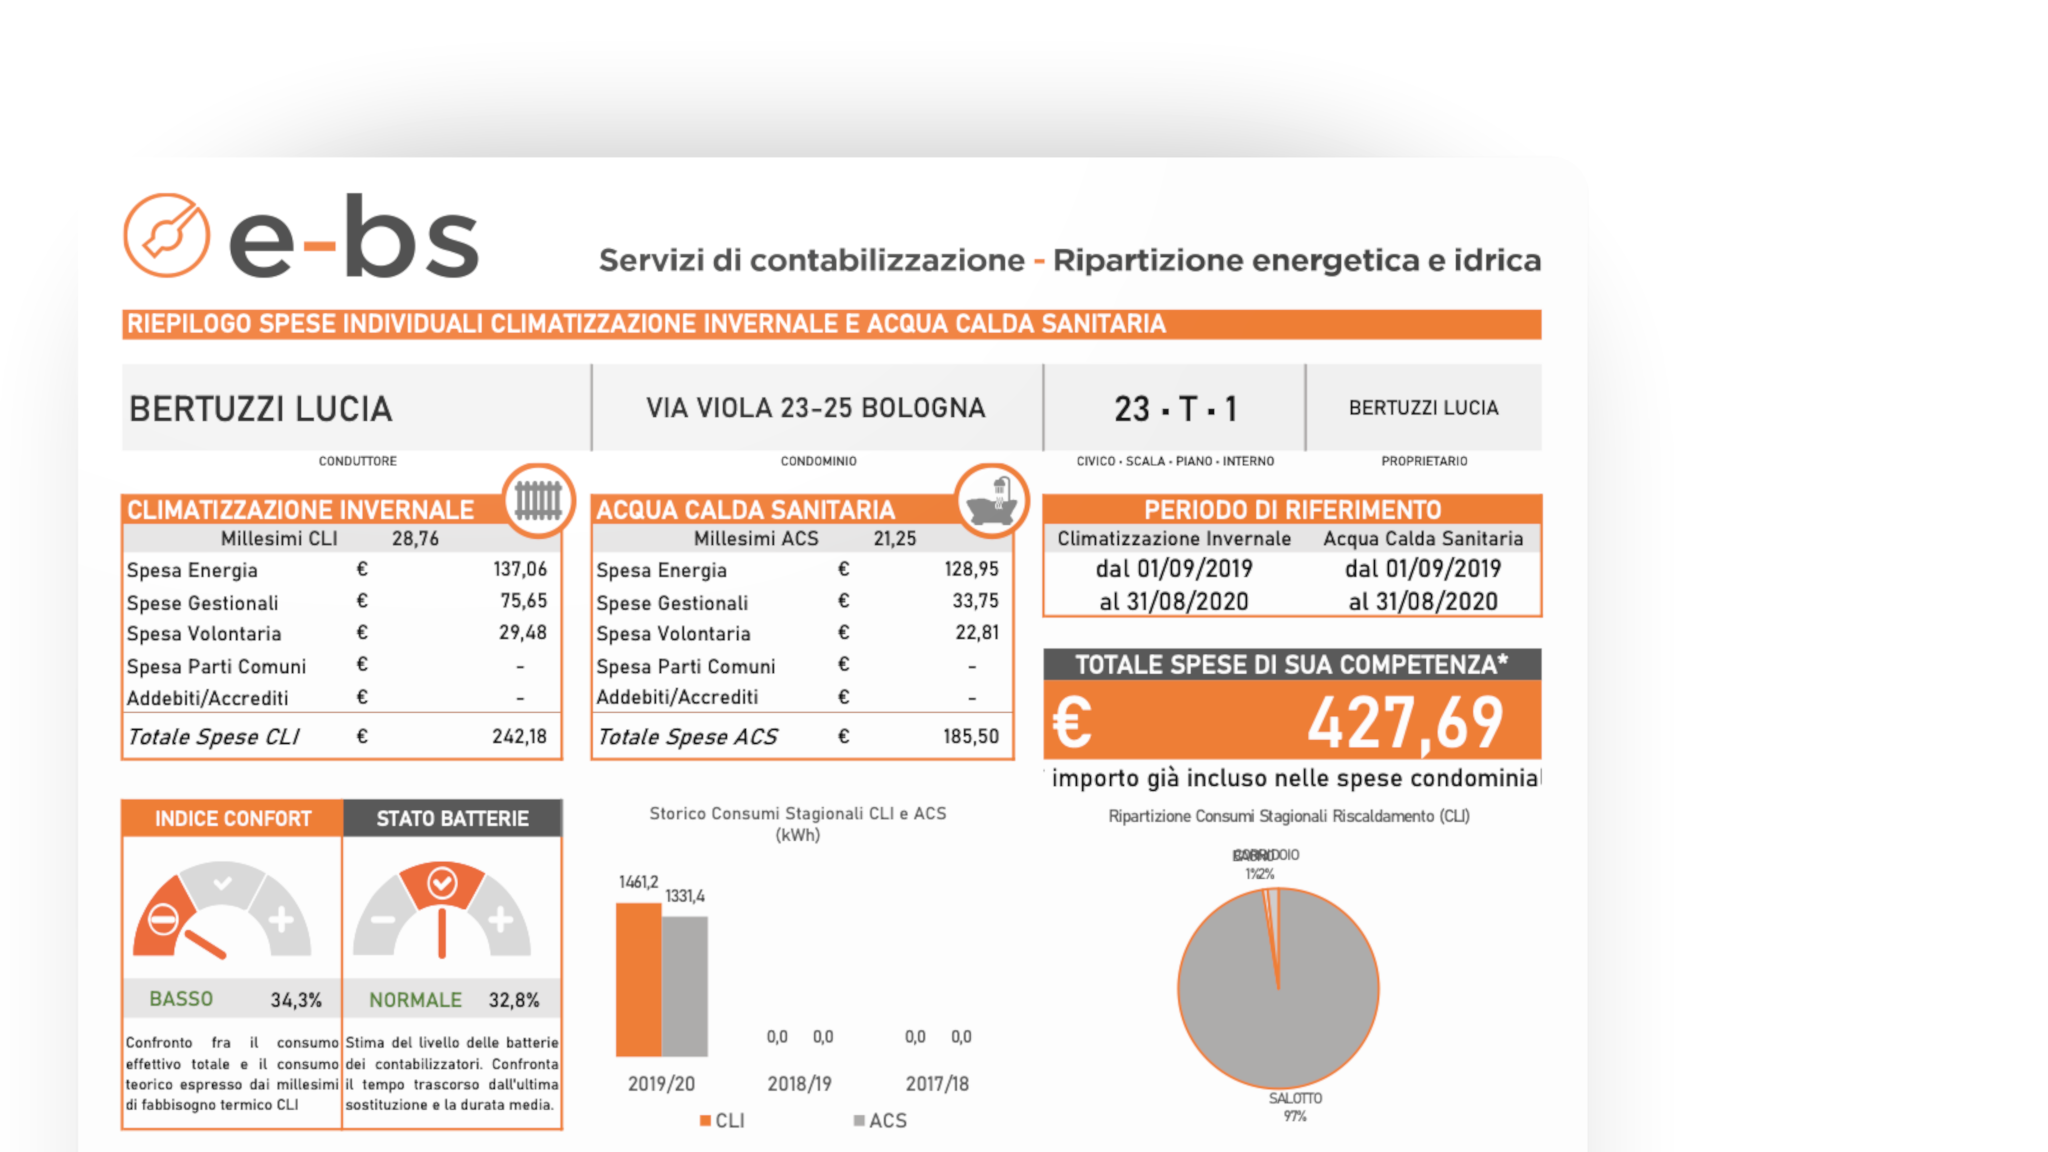 e-bs
Servizi di contabilizzazione - Ripartizione energetica e idrica
RIEPILOGO SPESE INDIVIDUALI CLIMATIZZAZIONE INVERNALE E ACQUA CALDA SANITARIA
BERTUZZI LUCIA
VIA VIOLA 23-25 BOLOGNA
23 · T · 1
BERTUZZI LUCIA
CONDUTTORE
CONDOMINIO
CIVICO · SCALA · PIANO · INTERNO
PROPRIETARIO
CLIMATIZZAZIONE INVERNALE
Millesimi CLI 28,76
Spesa Energia € 137,06
Spese Gestionali € 75,65
Spesa Volontaria € 29,48
Spesa Parti Comuni € -
Addebiti/Accrediti € -
Totale Spese CLI € 242,18
ACQUA CALDA SANITARIA
Millesimi ACS 21,25
Spesa Energia € 128,95
Spese Gestionali € 33,75
Spesa Volontaria € 22,81
Spesa Parti Comuni € -
Addebiti/Accrediti € -
Totale Spese ACS € 185,50
PERIODO DI RIFERIMENTO
Climatizzazione Invernale Acqua Calda Sanitaria
dal 01/09/2019 dal 01/09/2019
al 31/08/2020 al 31/08/2020
TOTALE SPESE DI SUA COMPETENZA*
€ 427,69
importo già incluso nelle spese condominial
INDICE CONFORT
BASSO 34,3%
Confronto fra il consumo
effettivo totale e il consumo
teorico espresso dai millesimi
di fabbisogno termico CLI
STATO BATTERIE
NORMALE 32,8%
Stima del livello delle batterie
dei contabilizzatori. Confronta
il tempo trascorso dall'ultima
sostituzione e la durata media.
Storico Consumi Stagionali CLI e ACS
(kWh)
1461,2
1331,4
0,0 0,0 0,0 0,0
2019/20 2018/19 2017/18
CLI ACS
Ripartizione Consumi Stagionali Riscaldamento (CLI)
CORRIDOIO
1% 2%
SALOTTO
97%